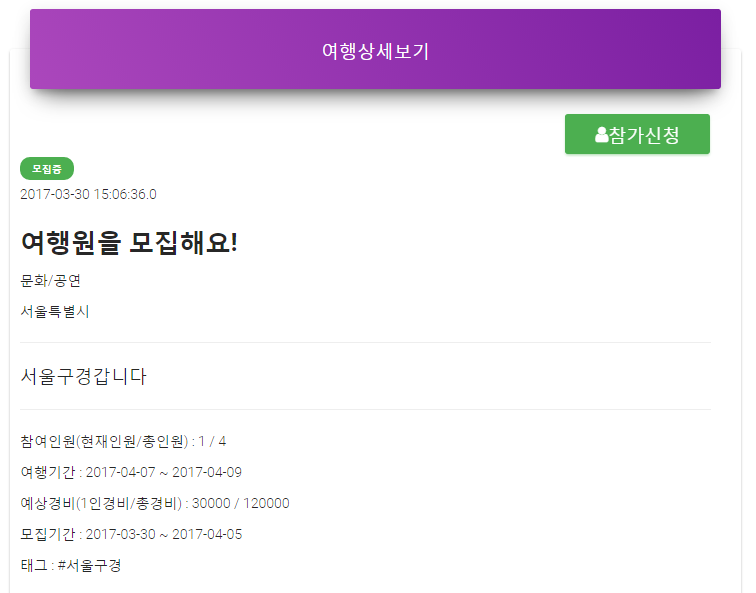 여행상세보기
참가신청
모집중
2017-03-30 15:06:36.0
여행원을 모집해요!
문화/공연
서울특별시
서울구경갑니다
참여인원(현재인원/총인원) : 1 / 4
여행기간 : 2017-04-07 ~ 2017-04-09
예상경비(1인경비/총경비) : 30000 / 120000
모집기간 : 2017-03-30 ~ 2017-04-05
태그 : #서울구경